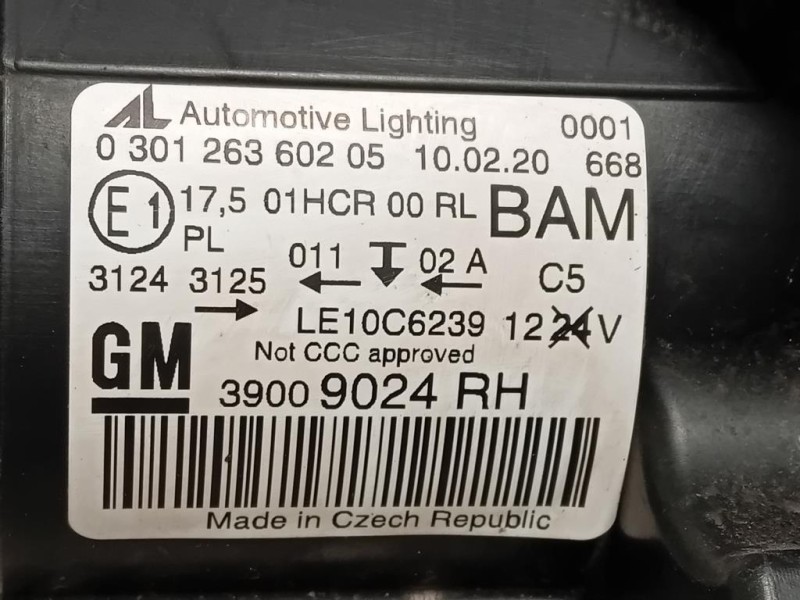 AL Automotive Lighting 0001
0 301 263 602 05 10.02.20 668
E1 17,5 01HCR 00 RL BAM
PL
3124 3125 011 02 A C5
LE10C6239 12 24 V
Not CCC approved
GM
3900 9024 RH
Made in Czech Republic